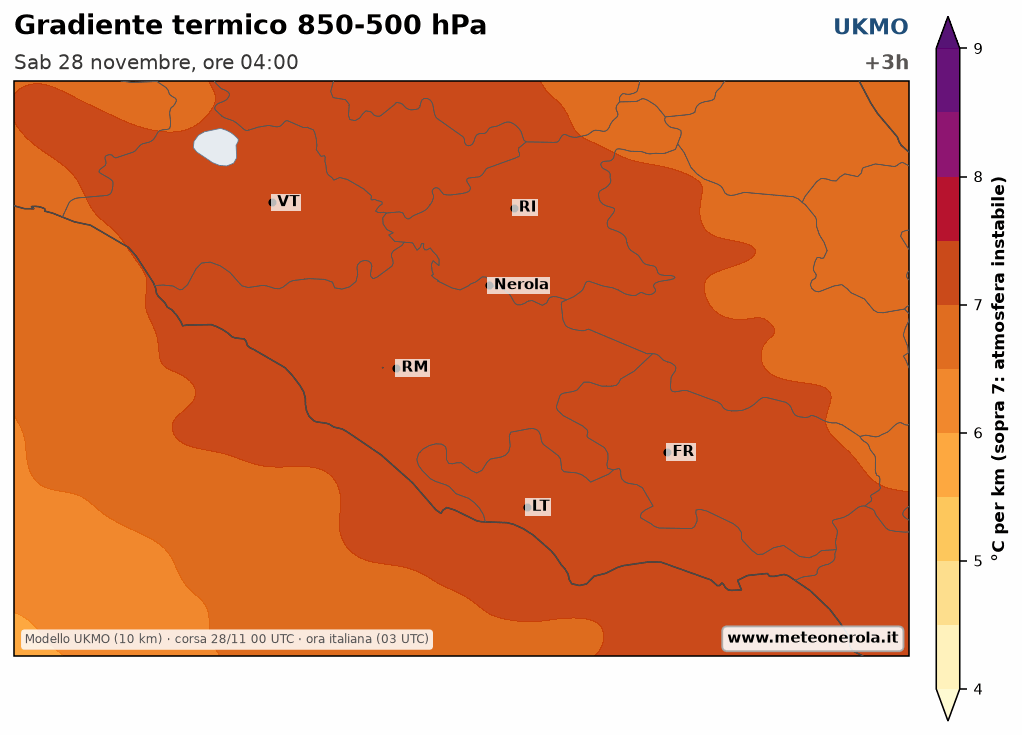 Gradiente termico 850-500 hPa
UKMO
Sab 28 novembre, ore 04:00
+3h
VT
RI
Nerola
RM
FR
LT
Modello UKMO (10 km) · corsa 28/11 00 UTC · ora italiana (03 UTC)
www.meteonerola.it
9
8
7
6
5
4
°C per km (sopra 7: atmosfera instabile)